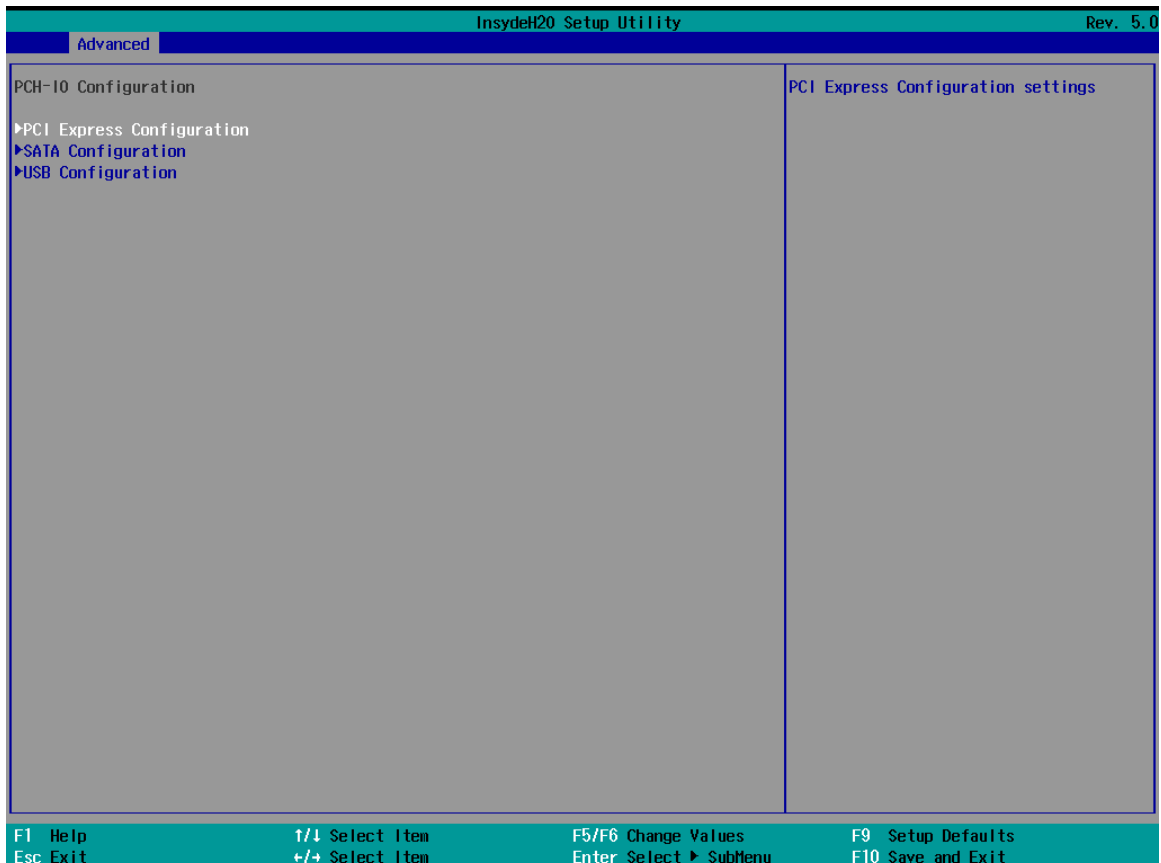 InsydeH20 Setup Utility Rev. 5.0
Advanced
PCH-IO Configuration
PCI Express Configuration settings
▶PCI Express Configuration
▶SATA Configuration
▶USB Configuration
F1 Help ↑/↓ Select Item F5/F6 Change Values F9 Setup Defaults
Esc Exit ←/→ Select Item Enter Select ▶ SubMenu F10 Save and Exit